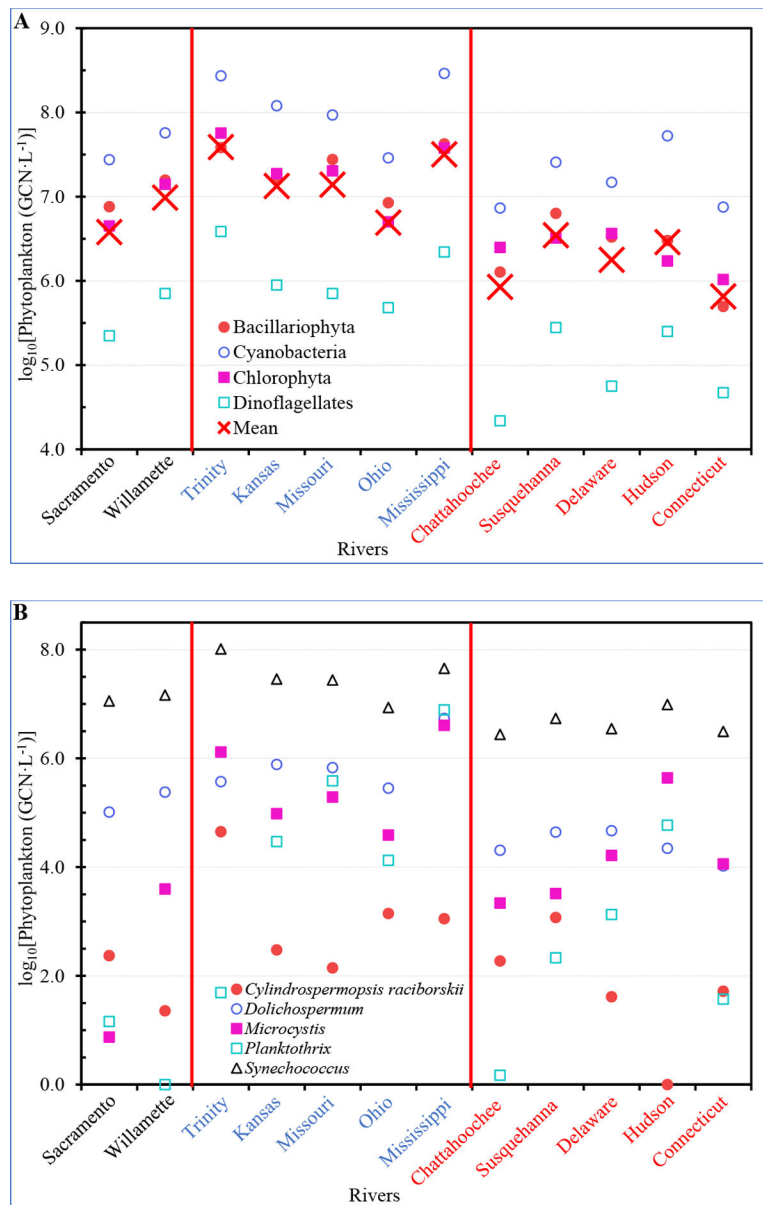 A
9.0
8.0
7.0
6.0
5.0
4.0
log₁₀[Phytoplankton (GCN·L⁻¹)]
Bacillariophyta
Cyanobacteria
Chlorophyta
Dinoflagellates
Mean
Sacramento
Willamette
Trinity
Kansas
Missouri
Ohio
Mississippi
Chattahoochee
Susquehanna
Delaware
Hudson
Connecticut
Rivers
B
8.0
6.0
4.0
2.0
0.0
log₁₀[Phytoplankton (GCN·L⁻¹)]
Cylindrospermopsis raciborskii
Dolichospermum
Microcystis
Planktothrix
Synechococcus
Sacramento
Willamette
Trinity
Kansas
Missouri
Ohio
Mississippi
Chattahoochee
Susquehanna
Delaware
Hudson
Connecticut
Rivers